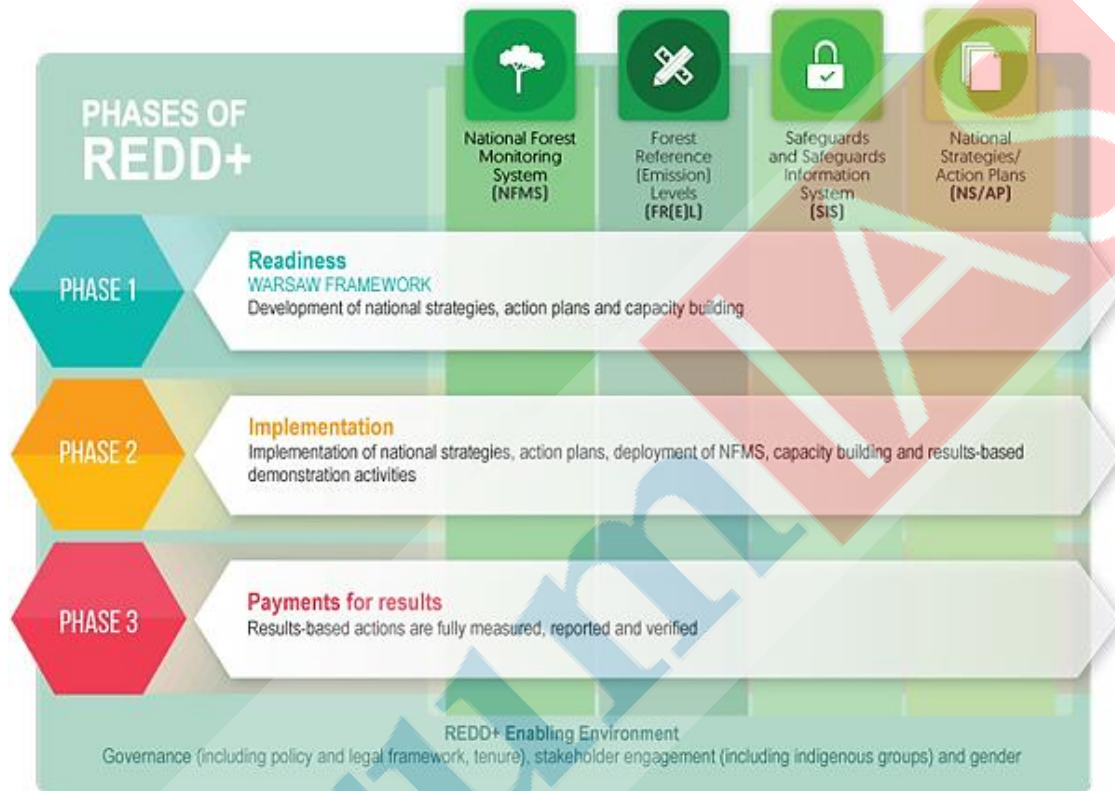 PHASES OF
REDD+
National Forest
Monitoring
System
(NFMS)
Forest
Reference
(Emission)
Levels
(FR(E)L)
Safeguards
and Safeguards
Information
System
(SIS)
National
Strategies/
Action Plans
(NS/AP)
PHASE 1
Readiness
WARSAW FRAMEWORK
Development of national strategies, action plans and capacity building
PHASE 2
Implementation
Implementation of national strategies, action plans, deployment of NFMS, capacity building and results-based
demonstration activities
PHASE 3
Payments for results
Results-based actions are fully measured, reported and verified
REDD+ Enabling Environment
Governance (including policy and legal framework, tenure), stakeholder engagement (including indigenous groups) and gender